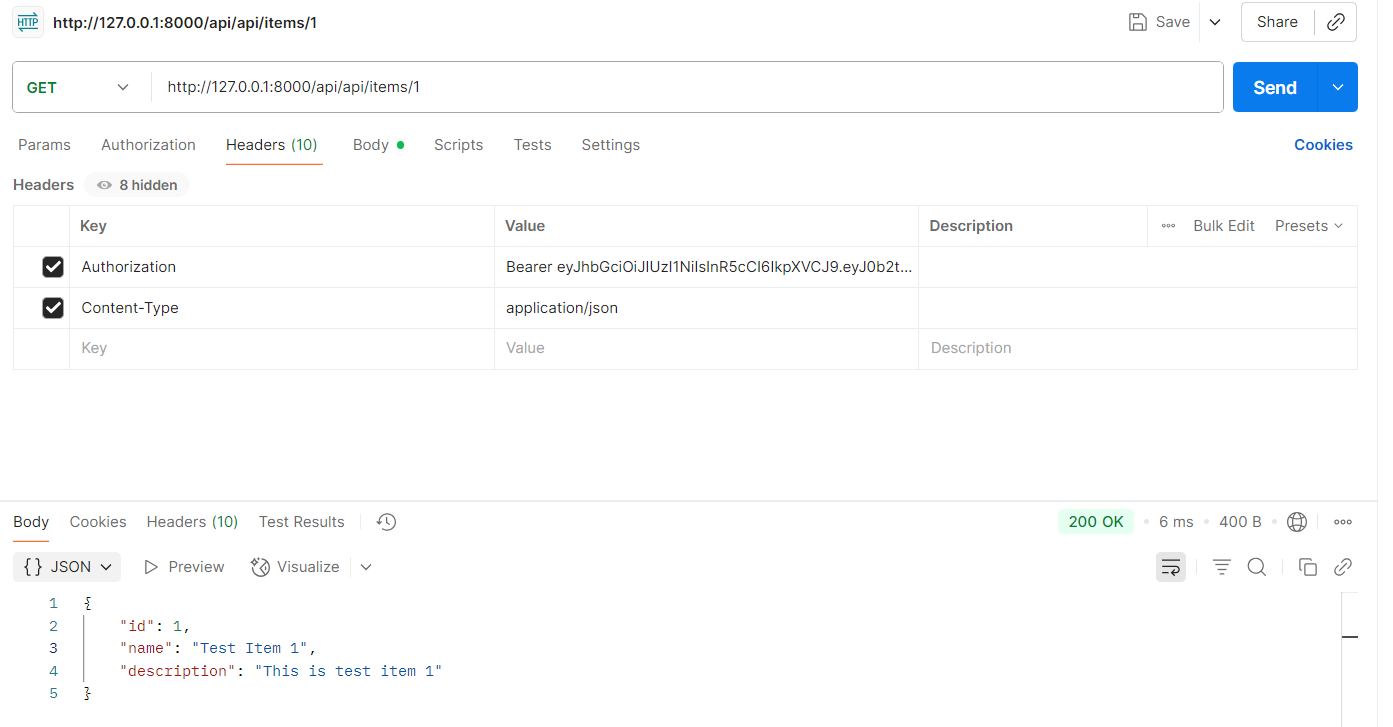 HTTP http://127.0.0.1:8000/api/api/items/1 Save Share
GET http://127.0.0.1:8000/api/api/items/1 Send
Params Authorization Headers (10) Body Scripts Tests Settings Cookies
Headers 8 hidden
Key Value Description Bulk Edit Presets
Authorization Bearer eyJhbGciOiJIUzI1NiIsInR5cCI6IkpXVCJ9.eyJ0b2t...
Content-Type application/json
Key Value Description
Body Cookies Headers (10) Test Results 200 OK 6 ms 400 B
{} JSON Preview Visualize
1 {
2 "id": 1,
3 "name": "Test Item 1",
4 "description": "This is test item 1"
5 }